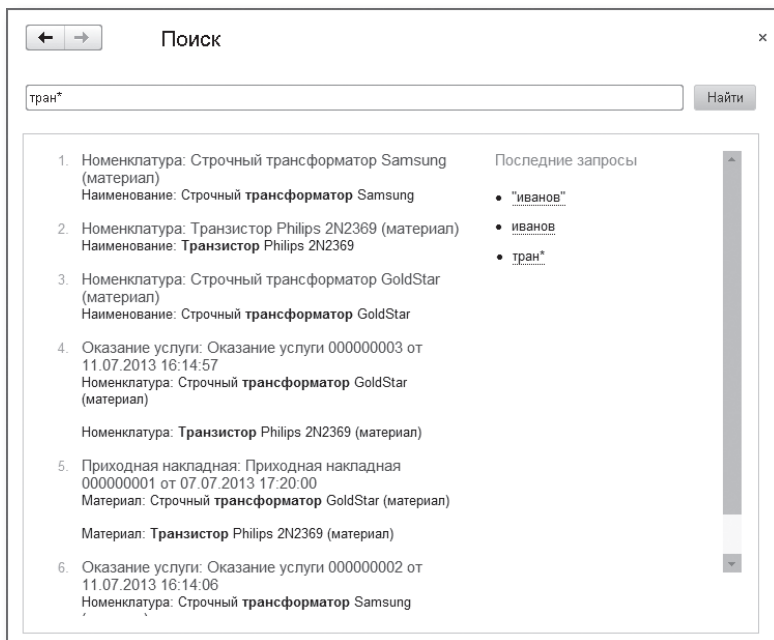 Поиск
тран*
Найти
1. Номенклатура: Строчный трансформатор Samsung
(материал)
Наименование: Строчный трансформатор Samsung
2. Номенклатура: Транзистор Philips 2N2369 (материал)
Наименование: Транзистор Philips 2N2369
3. Номенклатура: Строчный трансформатор GoldStar
(материал)
Наименование: Строчный трансформатор GoldStar
4. Оказание услуги: Оказание услуги 000000003 от
11.07.2013 16:14:57
Номенклатура: Строчный трансформатор GoldStar
(материал)
Номенклатура: Транзистор Philips 2N2369 (материал)
5. Приходная накладная: Приходная накладная
000000001 от 07.07.2013 17:20:00
Материал: Строчный трансформатор GoldStar (материал)
Материал: Транзистор Philips 2N2369 (материал)
6. Оказание услуги: Оказание услуги 000000002 от
11.07.2013 16:14:06
Номенклатура: Строчный трансформатор Samsung
Последние запросы
• "иванов"
• иванов
• тран*